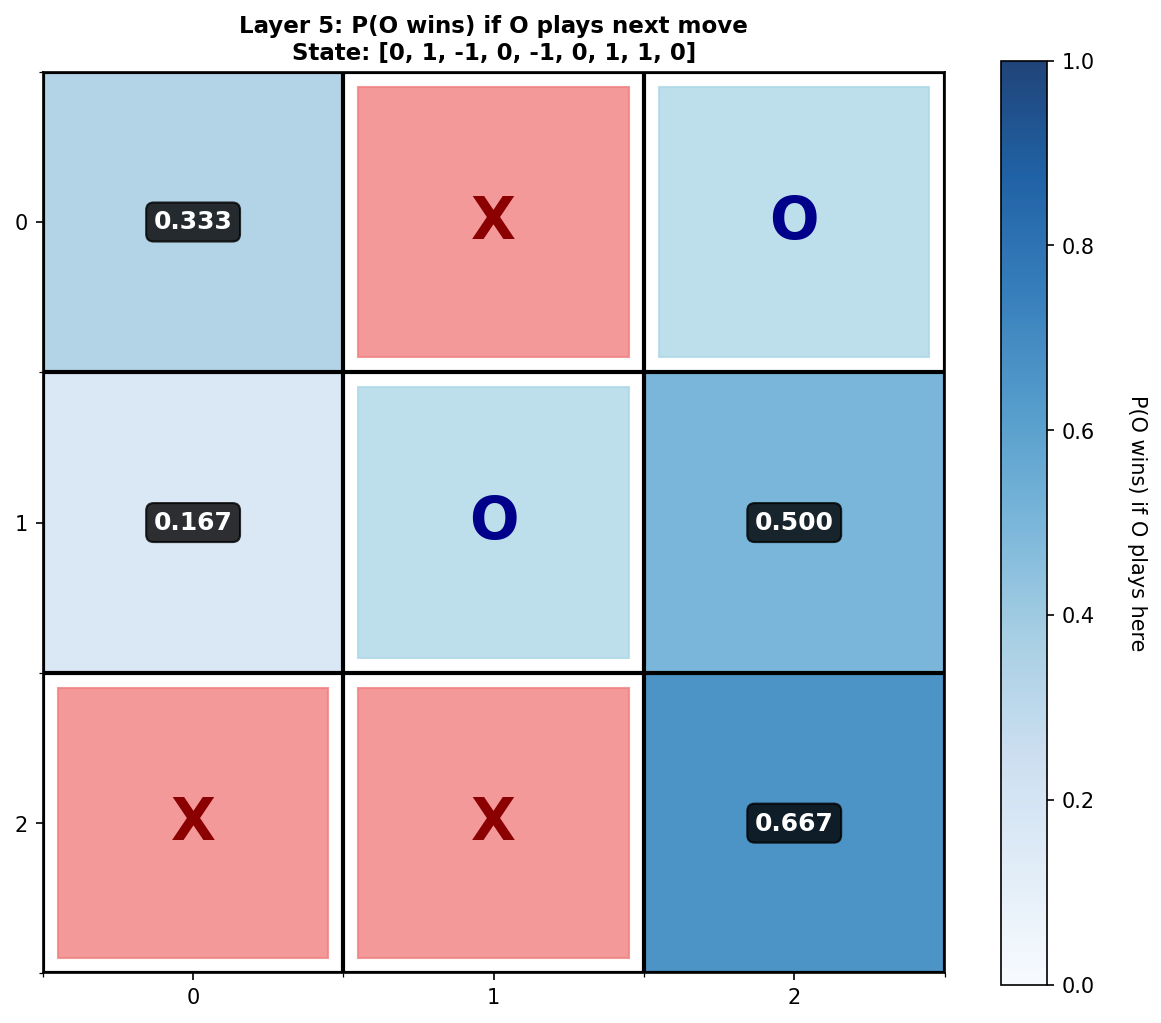 Layer 5: P(O wins) if O plays next move
State: [0, 1, -1, 0, -1, 0, 1, 1, 0]
0
0.333
X
O
1
0.167
O
0.500
2
X
X
0.667
0
1
2
1.0
0.8
0.6
0.4
0.2
0.0
P(O wins) if O plays here